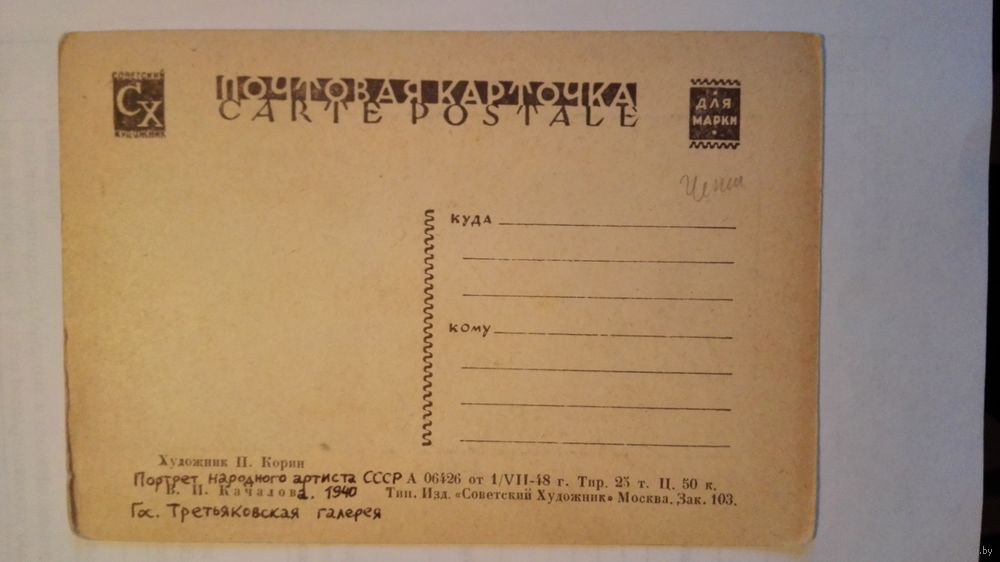 СОВЕТСКИЙ
СХ
ХУДОЖНИК
ПОЧТОВАЯ КАРТОЧКА
CARTE POSTALE
ДЛЯ
МАРКИ
КУДА
КОМУ
Художник П. Корин
Портрет народного артиста СССР А 06426 от 1/VII-48 г. Тир. 25 т. Ц. 50 к.
В. И. Качалова. 1940 Тип. Изд. «Советский Художник» Москва. Зак. 103.
Гос. Третьяковская галерея
.by